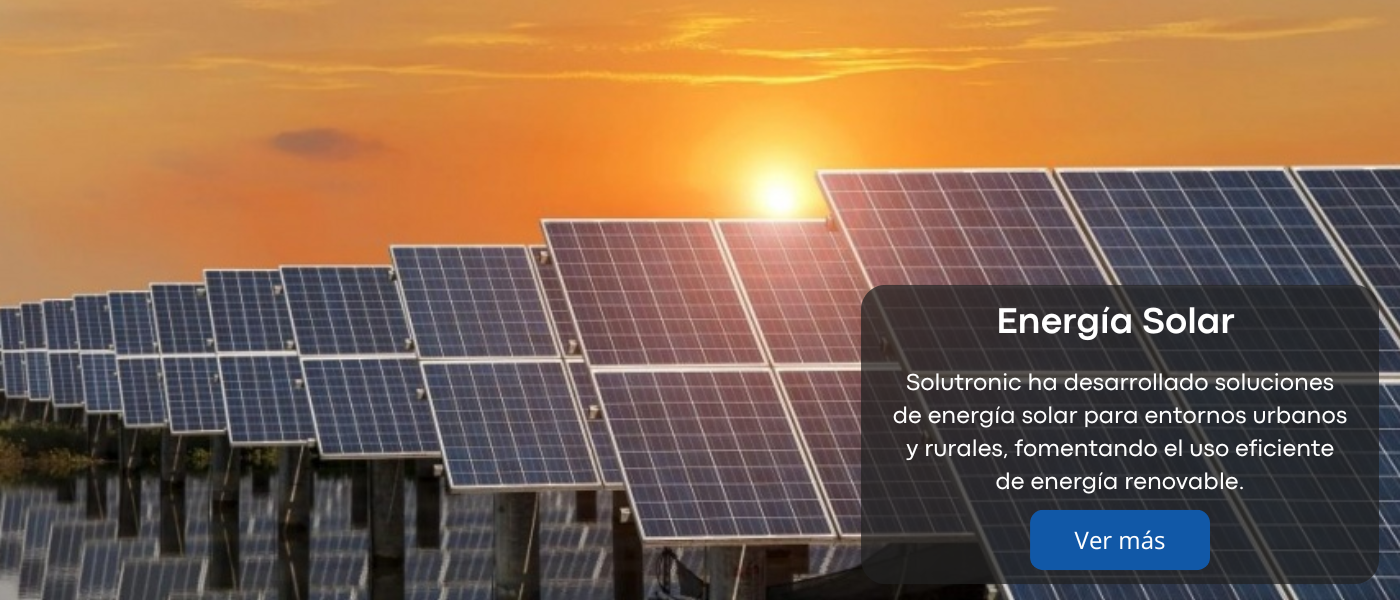 Energía Solar
Solutronic ha desarrollado soluciones
de energía solar para entornos urbanos
y rurales, fomentando el uso eficiente
de energía renovable.
Ver más